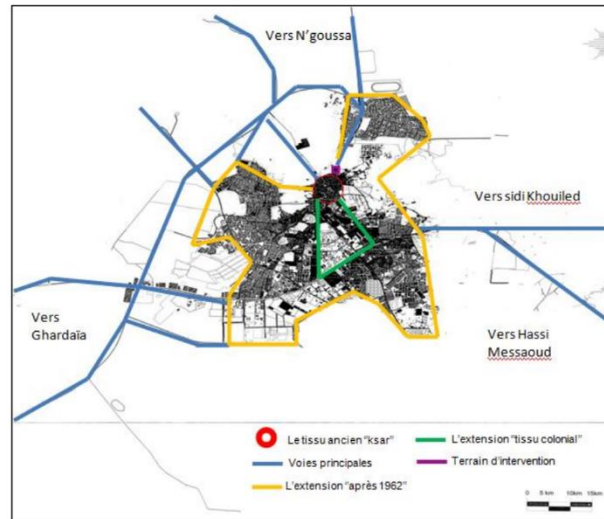 Vers N'goussa
Vers sidi Khouiled
Vers
Ghardaïa
Vers Hassi
Messaoud
Le tissu ancien "ksar"
L'extension "tissu colonial"
Voies principales
Terrain d'intervention
L'extension "après 1962"
0 5 km 10km 15km